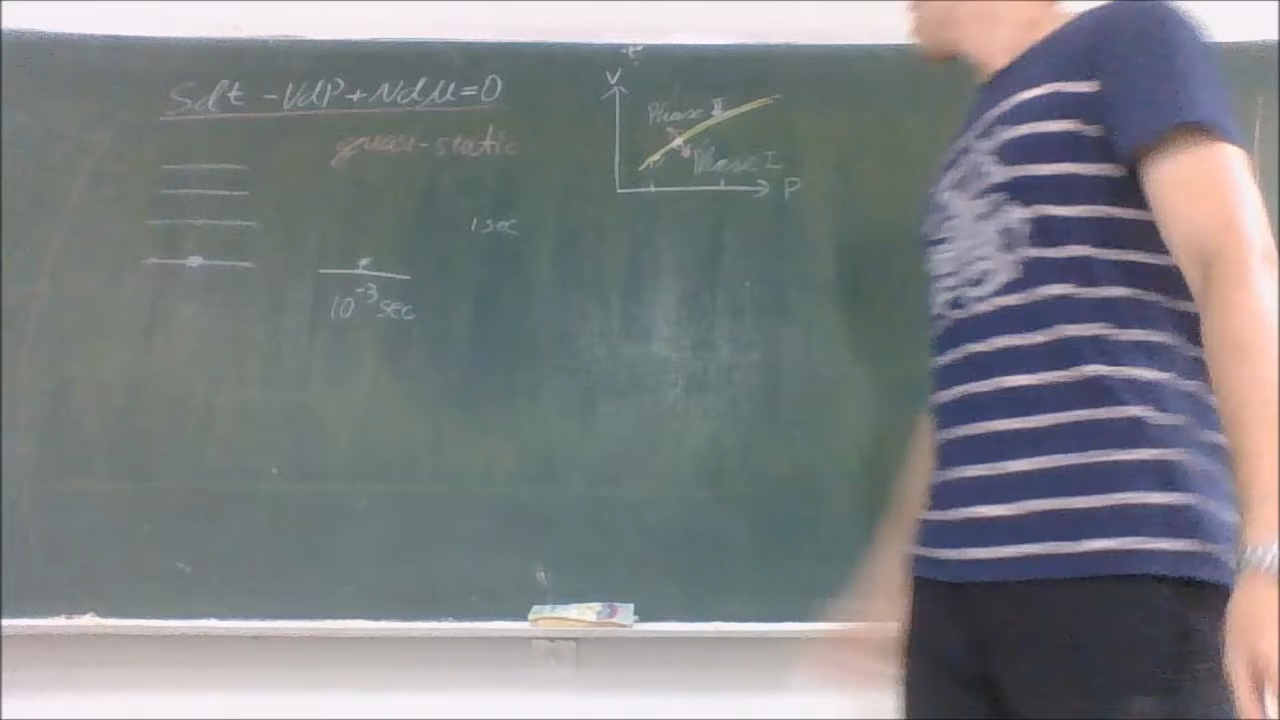 Sdt - VdP + Ndμ = 0
quasi-static
1 sec
10⁻³ sec
V
Phase II
Phase I
P